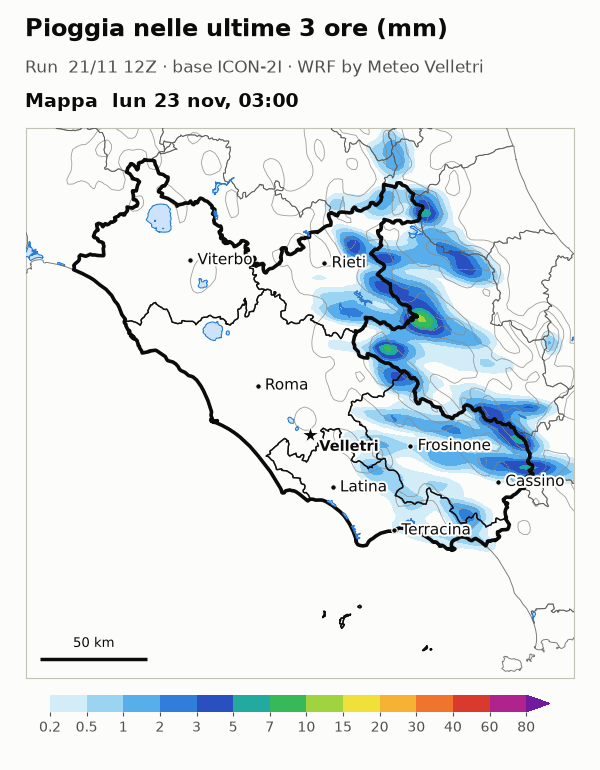 Pioggia nelle ultime 3 ore (mm)
Run  21/11 12Z · base ICON-2I · WRF by Meteo Velletri
Mappa  lun 23 nov, 03:00
Viterbo
Rieti
Roma
Velletri
Frosinone
Cassino
Latina
Terracina
50 km
0.2 0.5 1 2 3 5 7 10 15 20 30 40 60 80